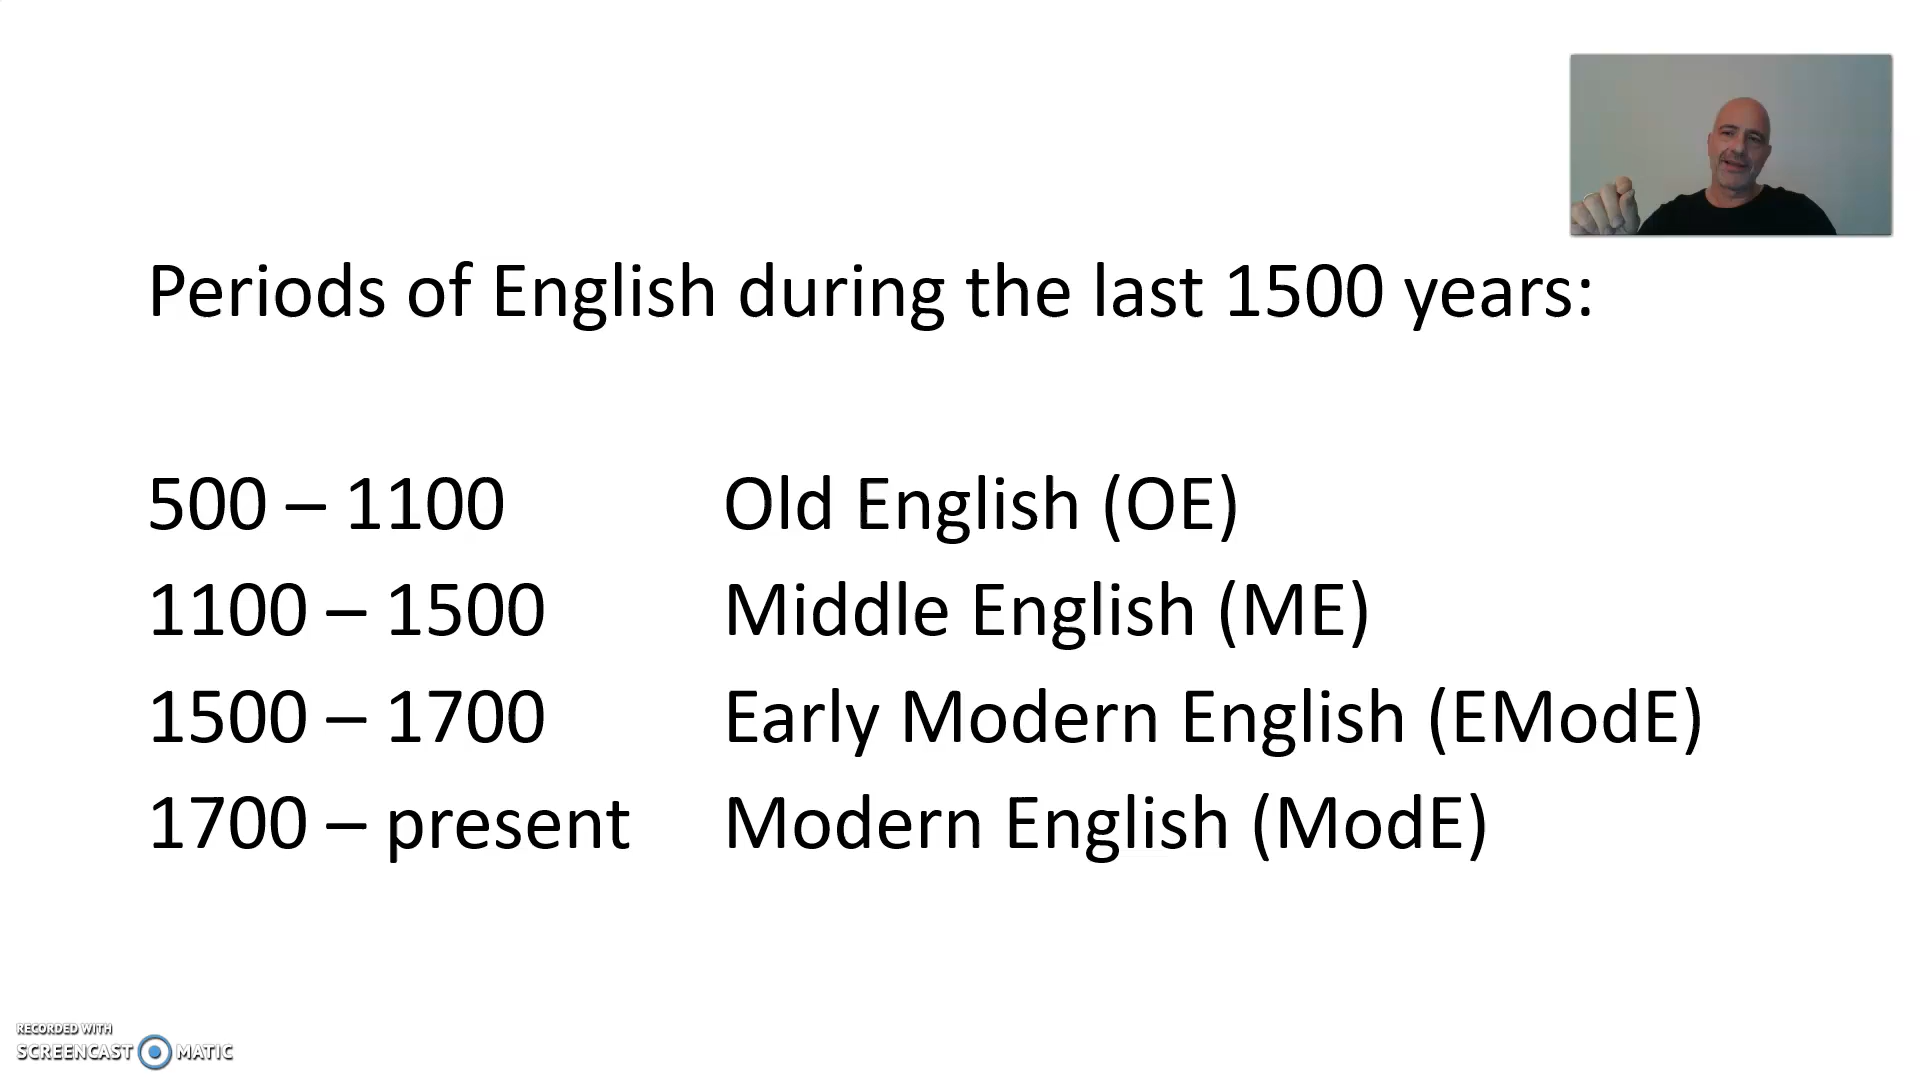 Periods of English during the last 1500 years:
500 – 1100 Old English (OE)
1100 – 1500 Middle English (ME)
1500 – 1700 Early Modern English (EModE)
1700 – present Modern English (ModE)
RECORDED WITH
SCREENCAST MATIC